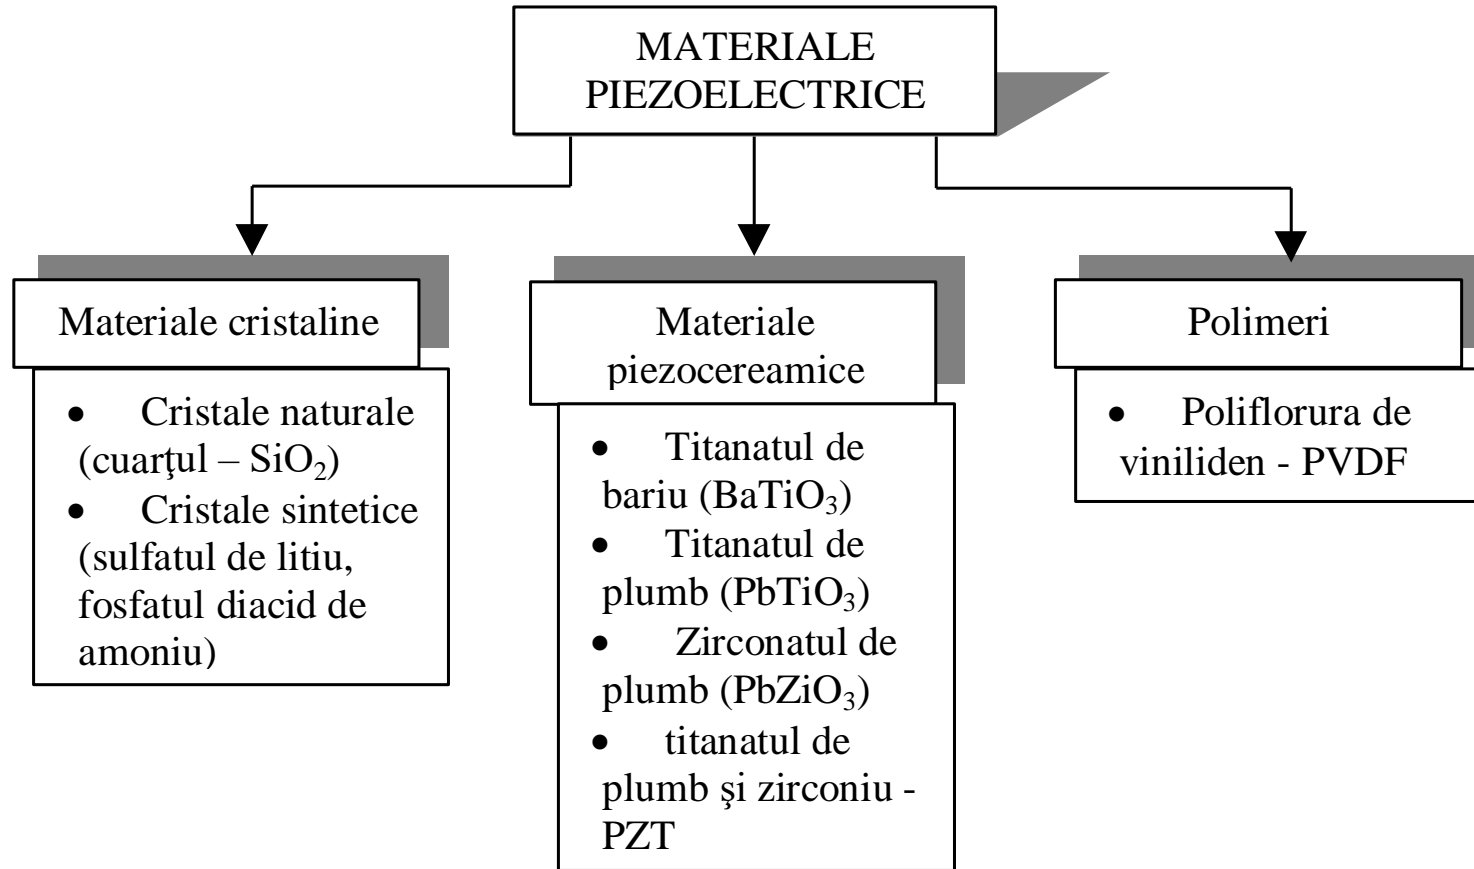 MATERIALE
PIEZOELECTRICE
Materiale cristaline
• Cristale naturale
(cuarţul – SiO₂)
• Cristale sintetice
(sulfatul de litiu,
fosfatul diacid de
amoniu)
Materiale
piezocereamice
• Titanatul de
bariu (BaTiO₃)
• Titanatul de
plumb (PbTiO₃)
• Zirconatul de
plumb (PbZiO₃)
• titanatul de
plumb şi zirconiu -
PZT
Polimeri
• Poliflorura de
viniliden - PVDF